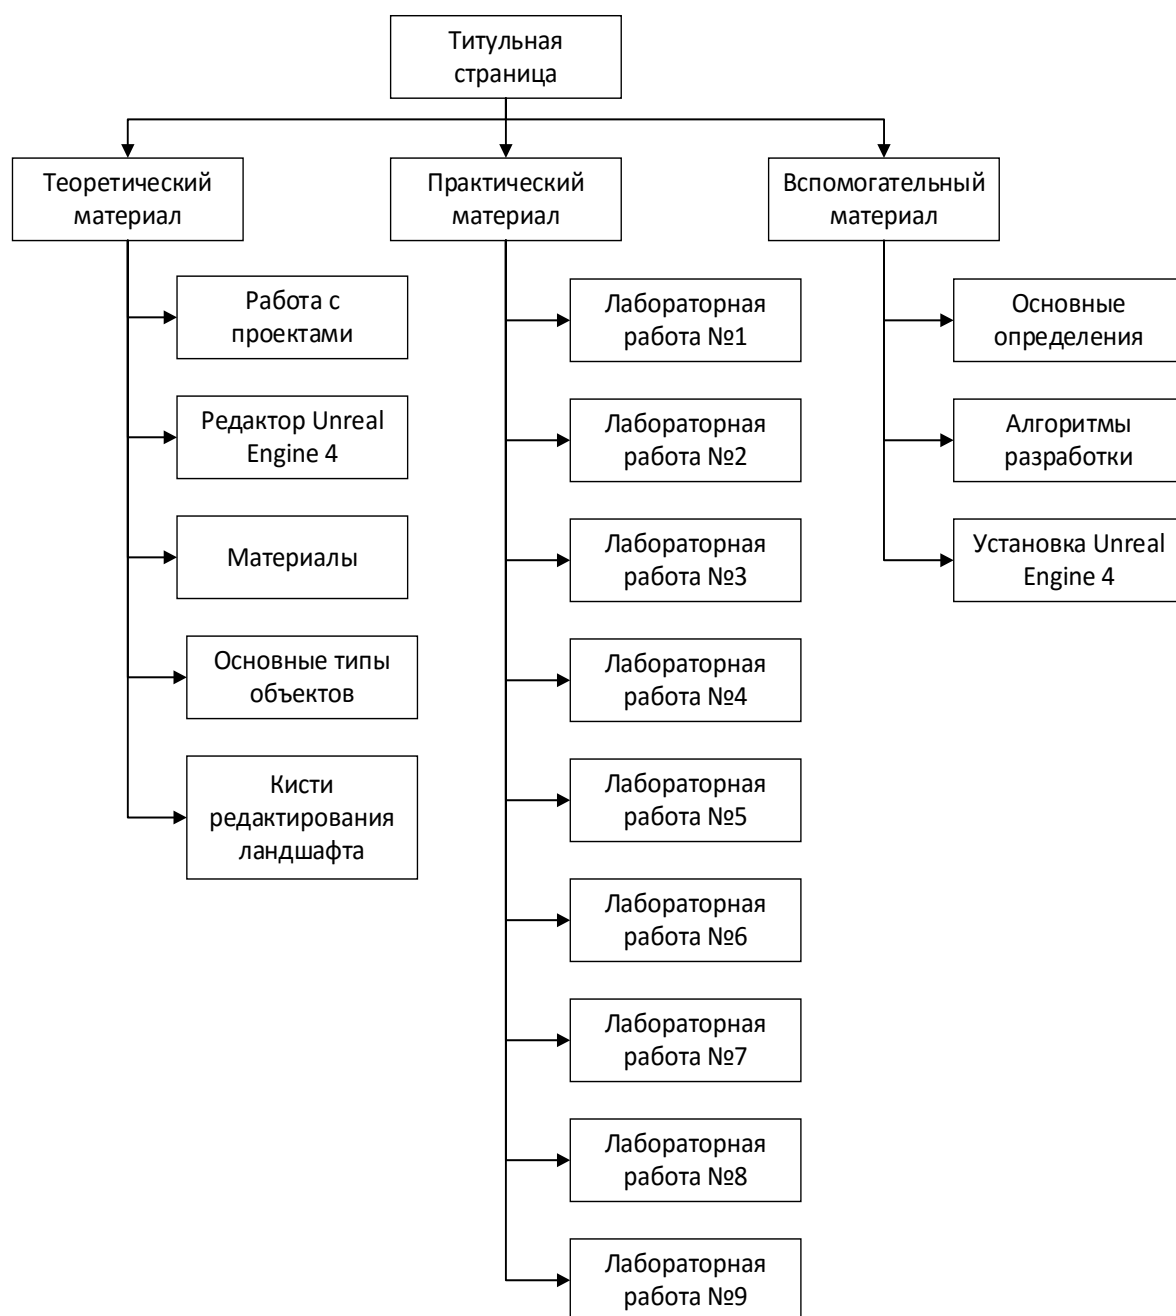 Титульная
страница
Теоретический
материал
Практический
материал
Вспомогательный
материал
Работа с
проектами
Редактор Unreal
Engine 4
Материалы
Основные типы
объектов
Кисти
редактирования
ландшафта
Лабораторная
работа №1
Лабораторная
работа №2
Лабораторная
работа №3
Лабораторная
работа №4
Лабораторная
работа №5
Лабораторная
работа №6
Лабораторная
работа №7
Лабораторная
работа №8
Лабораторная
работа №9
Основные
определения
Алгоритмы
разработки
Установка Unreal
Engine 4